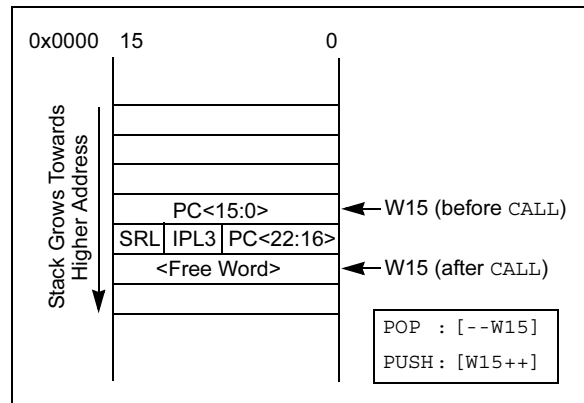 0x0000 15 0
Stack Grows Towards
Higher Address
PC<15:0>
W15 (before CALL)
SRL IPL3 PC<22:16>
<Free Word>
W15 (after CALL)
POP : [--W15]
PUSH: [W15++]